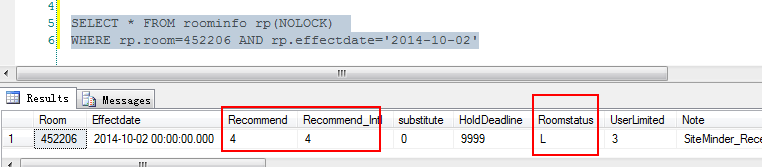 4
5 SELECT * FROM roominfo rp(NOLOCK)
6 WHERE rp.room=452206 AND rp.effectdate='2014-10-02'
Results Messages
Room Effectdate Recommend Recommend_Intl substitute HoldDeadline Roomstatus UserLimited Note
1 452206 2014-10-02 00:00:00.000 4 4 0 9999 L 3 SiteMinder_Rece